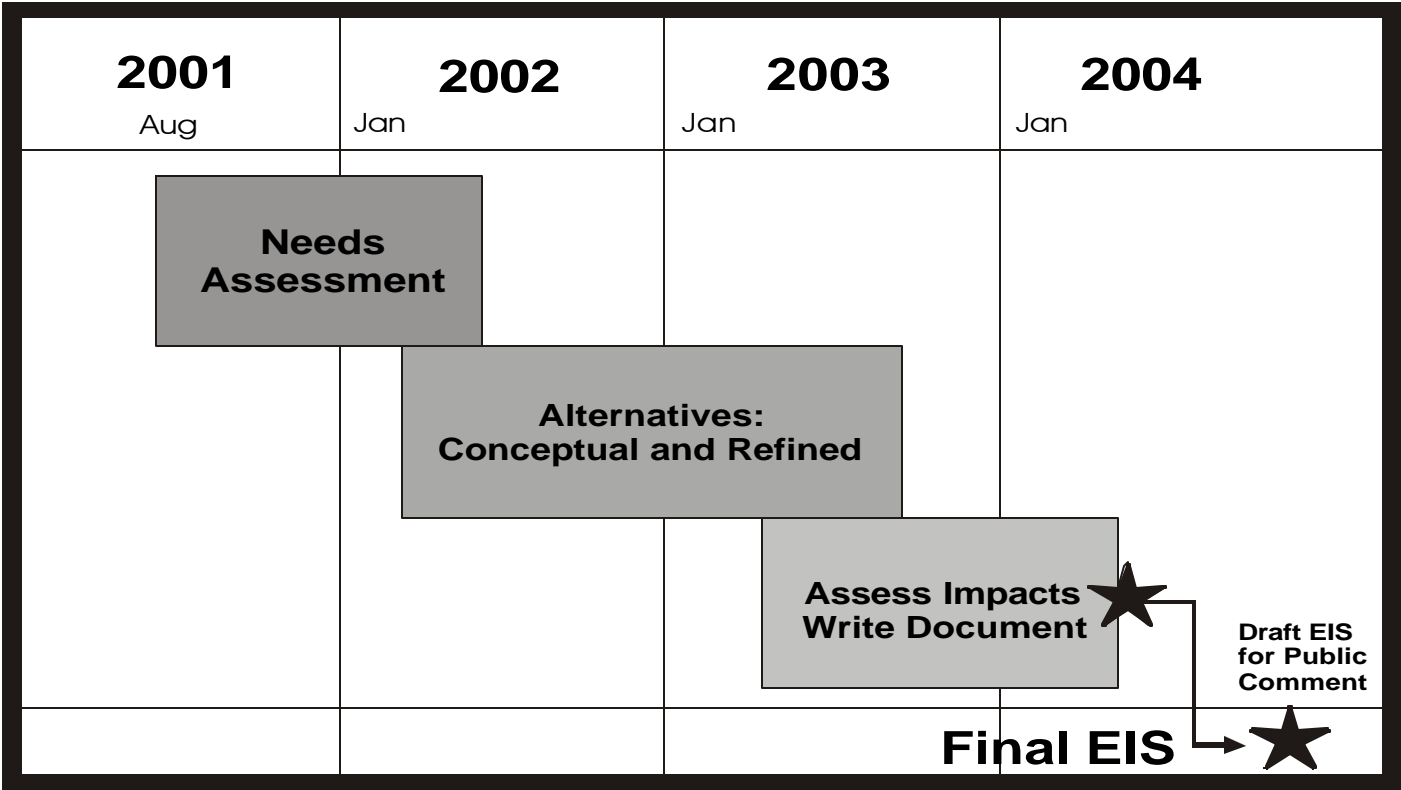 2001
2002
2003
2004
Aug
Jan
Jan
Jan
Needs
Assessment
Alternatives:
Conceptual and Refined
Assess Impacts
Write Document
Draft EIS
for Public
Comment
Final EIS